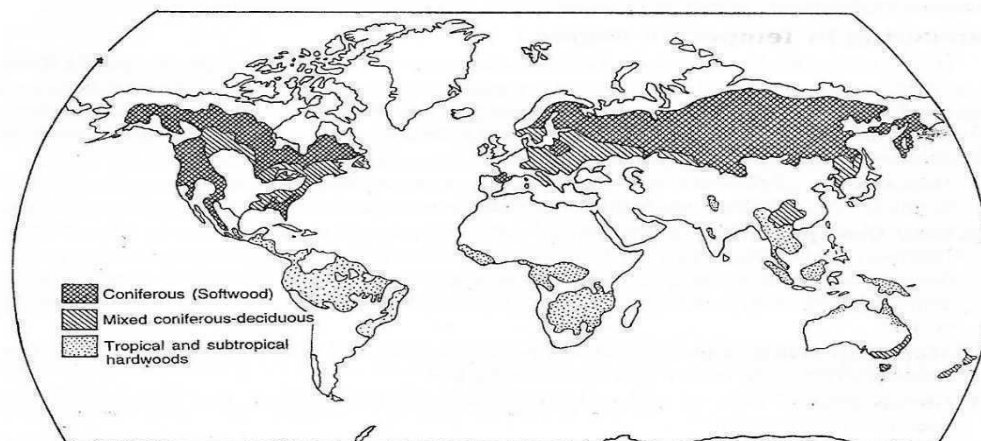 Coniferous (Softwood)
Mixed coniferous-deciduous
Tropical and subtropical
hardwoods